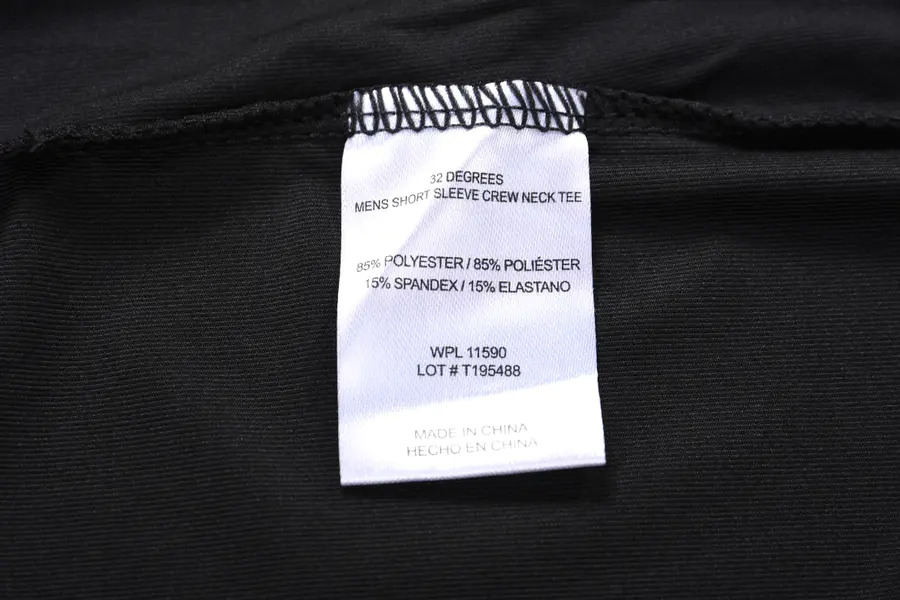 32 DEGREES
MENS SHORT SLEEVE CREW NECK TEE
85% POLYESTER / 85% POLIÉSTER
15% SPANDEX / 15% ELASTANO
WPL 11590
LOT # T195488
MADE IN CHINA
HECHO EN CHINA